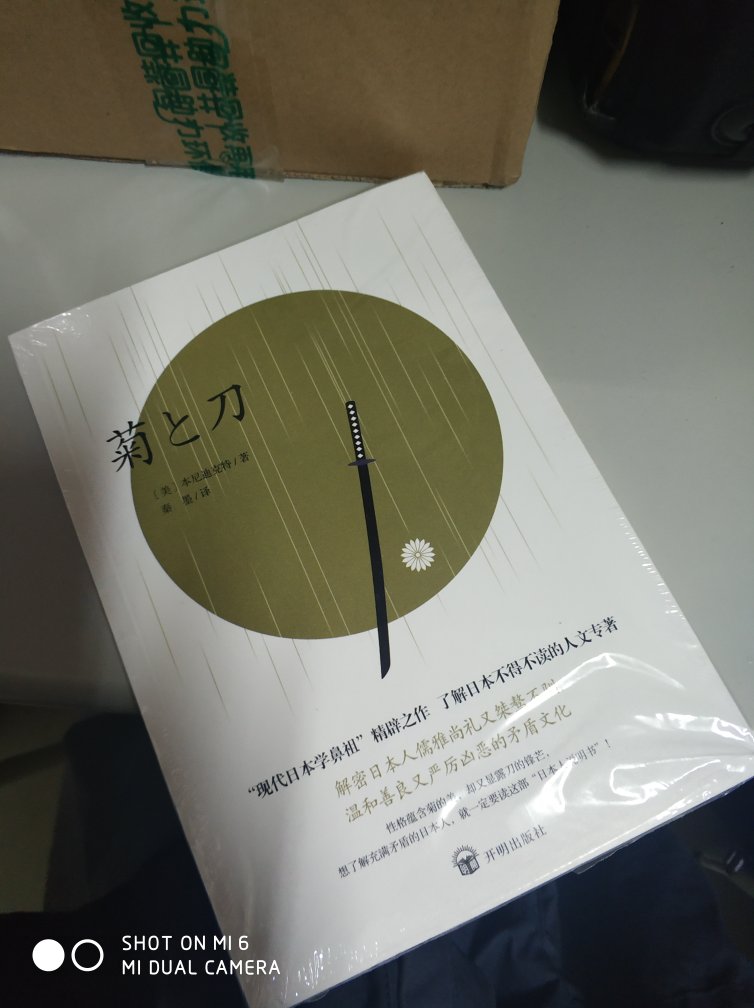 菊と刀
［美］本尼迪克特/著
秦 墨/译
“现代日本学鼻祖”精辟之作 了解日本不得不读的人文专著
解密日本人儒雅尚礼又桀骜不驯、
温和善良又严厉凶恶的矛盾文化
性格蕴含菊的美，却又显露刀的锋芒，
想了解充满矛盾的日本人，就一定要读这部“日本人说明书”！
开明出版社
SHOT ON MI 6
MI DUAL CAMERA